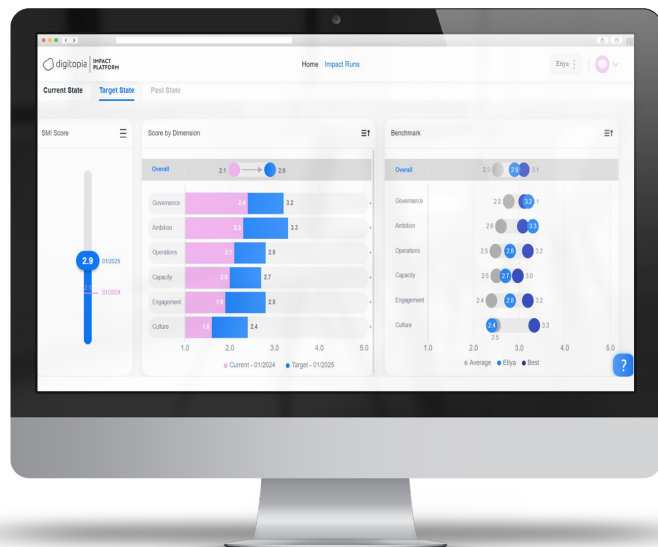 digitopia IMPACT PLATFORM
Home Impact Runs
Etiya
Current State Target State Past State
SMI Score
2.9 01/2025
2.1 01/2024
Score by Dimension
Overall 2.1 2.9
Governance 2.4 3.2
Ambition 2.3 3.3
Operations 2.1 2.8
Capacity 2.0 2.7
Engagement 1.9 2.8
Culture 1.6 2.4
1.0 2.0 3.0 4.0 5.0
Current - 01/2024 Target - 01/2025
Benchmark
Overall 2.9 3.1
Governance 2.8 3.2 3.1
Ambition 2.6 3.3
Operations 2.5 2.8 3.2
Capacity 2.5 2.7 3.0
Engagement 2.4 2.8 3.2
Culture 2.4 3.3
2.5
1.0 2.0 3.0 4.0 5.0
Average Etiya Best
?